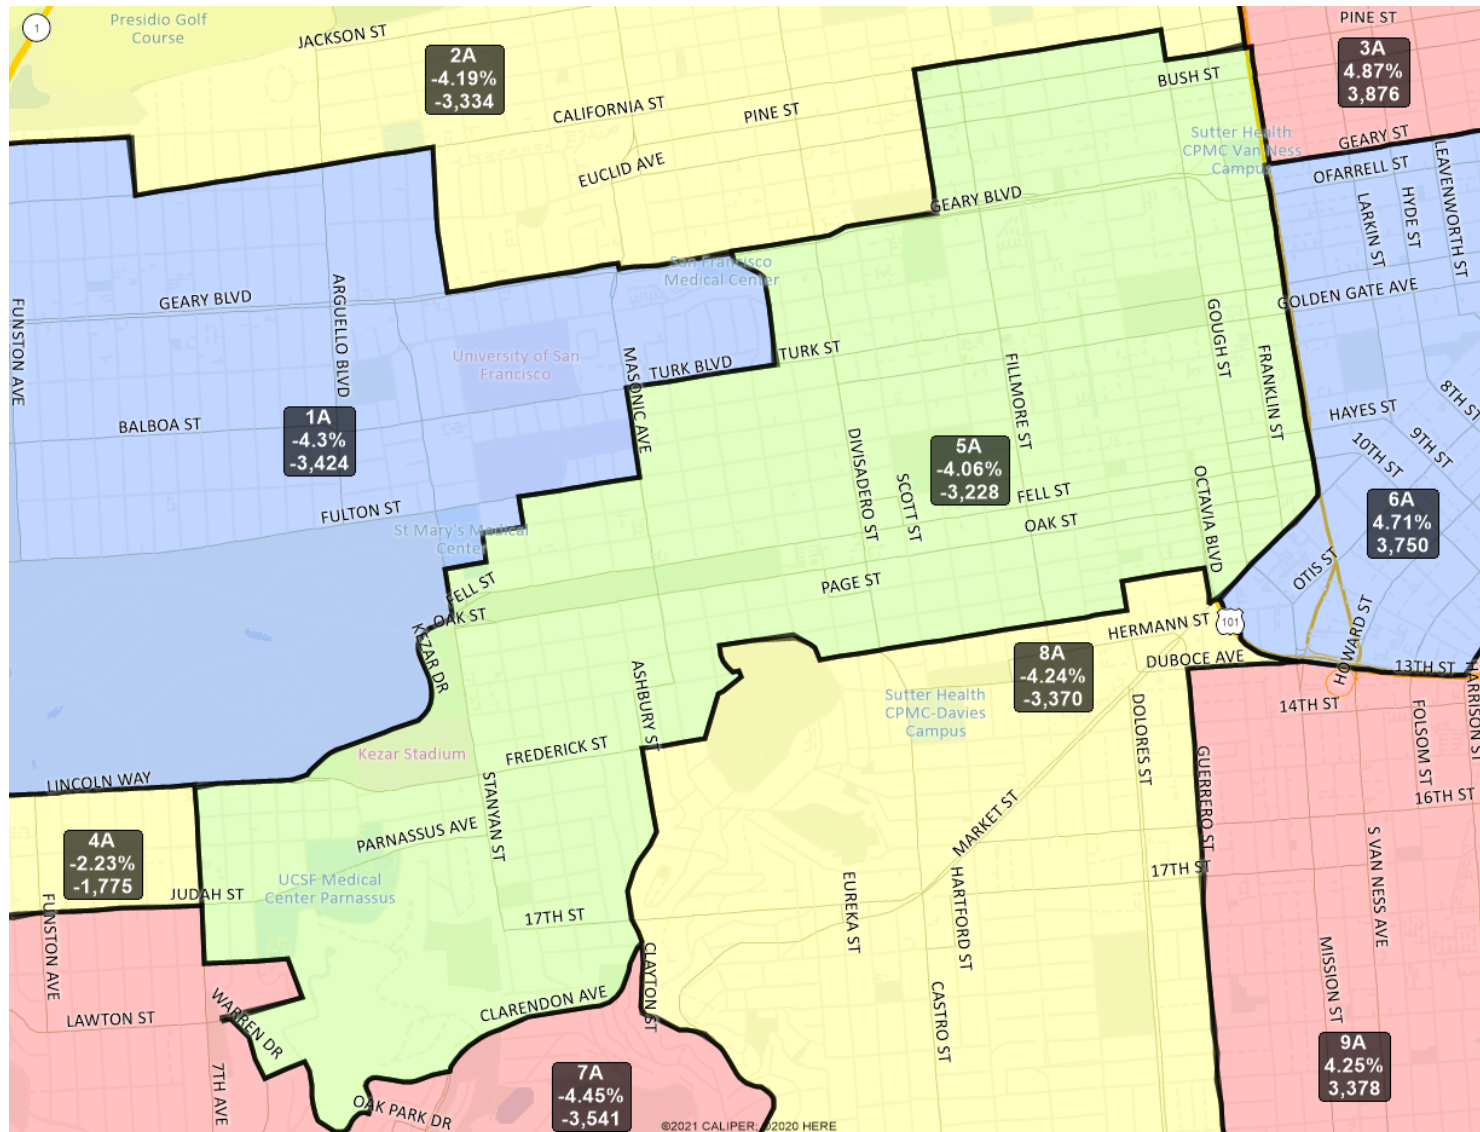 1
Presidio Golf
Course
JACKSON ST
2A
-4.19%
-3,334
CALIFORNIA ST
PINE ST
EUCLID AVE
BUSH ST
PINE ST
3A
4.87%
3,876
GEARY ST
Sutter Health
CPMC Van Ness
Campus
OFARRELL ST
LEAVENWORTH ST
HYDE ST
LARKIN ST
GEARY BLVD
San Francisco
Medical Center
GEARY BLVD
FUNSTON AVE
ARGUELLO BLVD
GOLDEN GATE AVE
GOUGH ST
FRANKLIN ST
University of San
Francisco
MASONIC AVE
TURK BLVD
TURK ST
FILLMORE ST
8TH ST
9TH ST
10TH ST
HAYES ST
BALBOA ST
1A
-4.3%
-3,424
DIVISADERO ST
SCOTT ST
5A
-4.06%
-3,228
FELL ST
OAK ST
OCTAVIA BLVD
6A
4.71%
3,750
FULTON ST
St Mary's Medical
Center
FELL ST
OAK ST
KEZAR DR
PAGE ST
OTIS ST
HOWARD ST
101
HERMANN ST
DUBOCE AVE
8A
-4.24%
-3,370
13TH ST
HARRISON ST
14TH ST
FOLSOM ST
16TH ST
ASHBURY ST
Sutter Health
CPMC-Davies
Campus
DOLORES ST
GUERRERO ST
Kezar Stadium
FREDERICK ST
LINCOLN WAY
STANYAN ST
PARNASSUS AVE
4A
-2.23%
-1,775
UCSF Medical
Center Parnassus
JUDAH ST
FUNSTON AVE
MARKET ST
17TH ST
S VAN NESS AVE
EUREKA ST
HARTFORD ST
17TH ST
CLAYTON ST
MISSION ST
CASTRO ST
CLARENDON AVE
LAWTON ST
WARREN DR
7TH AVE
OAK PARK DR
7A
-4.45%
-3,541
9A
4.25%
3,378
©2021 CALIPER; ©2020 HERE